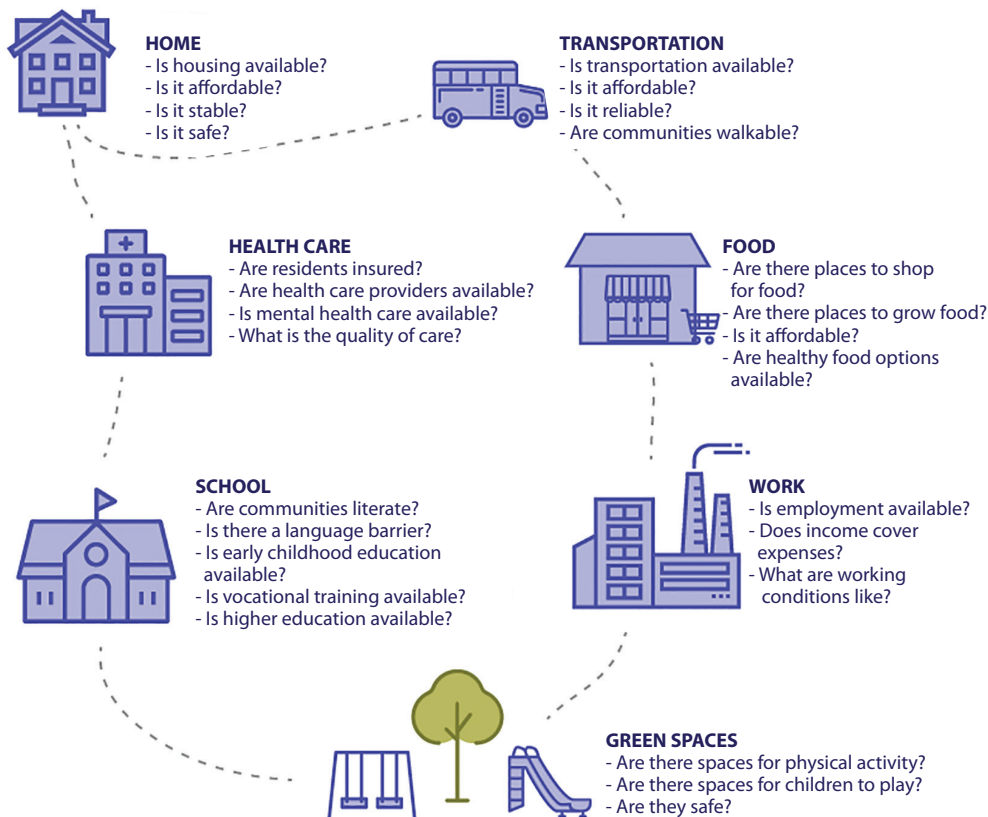 HOME
- Is housing available?
- Is it affordable?
- Is it stable?
- Is it safe?
TRANSPORTATION
- Is transportation available?
- Is it affordable?
- Is it reliable?
- Are communities walkable?
HEALTH CARE
- Are residents insured?
- Are health care providers available?
- Is mental health care available?
- What is the quality of care?
FOOD
- Are there places to shop
for food?
- Are there places to grow food?
- Is it affordable?
- Are healthy food options
available?
SCHOOL
- Are communities literate?
- Is there a language barrier?
- Is early childhood education
available?
- Is vocational training available?
- Is higher education available?
WORK
- Is employment available?
- Does income cover
expenses?
- What are working
conditions like?
GREEN SPACES
- Are there spaces for physical activity?
- Are there spaces for children to play?
- Are they safe?